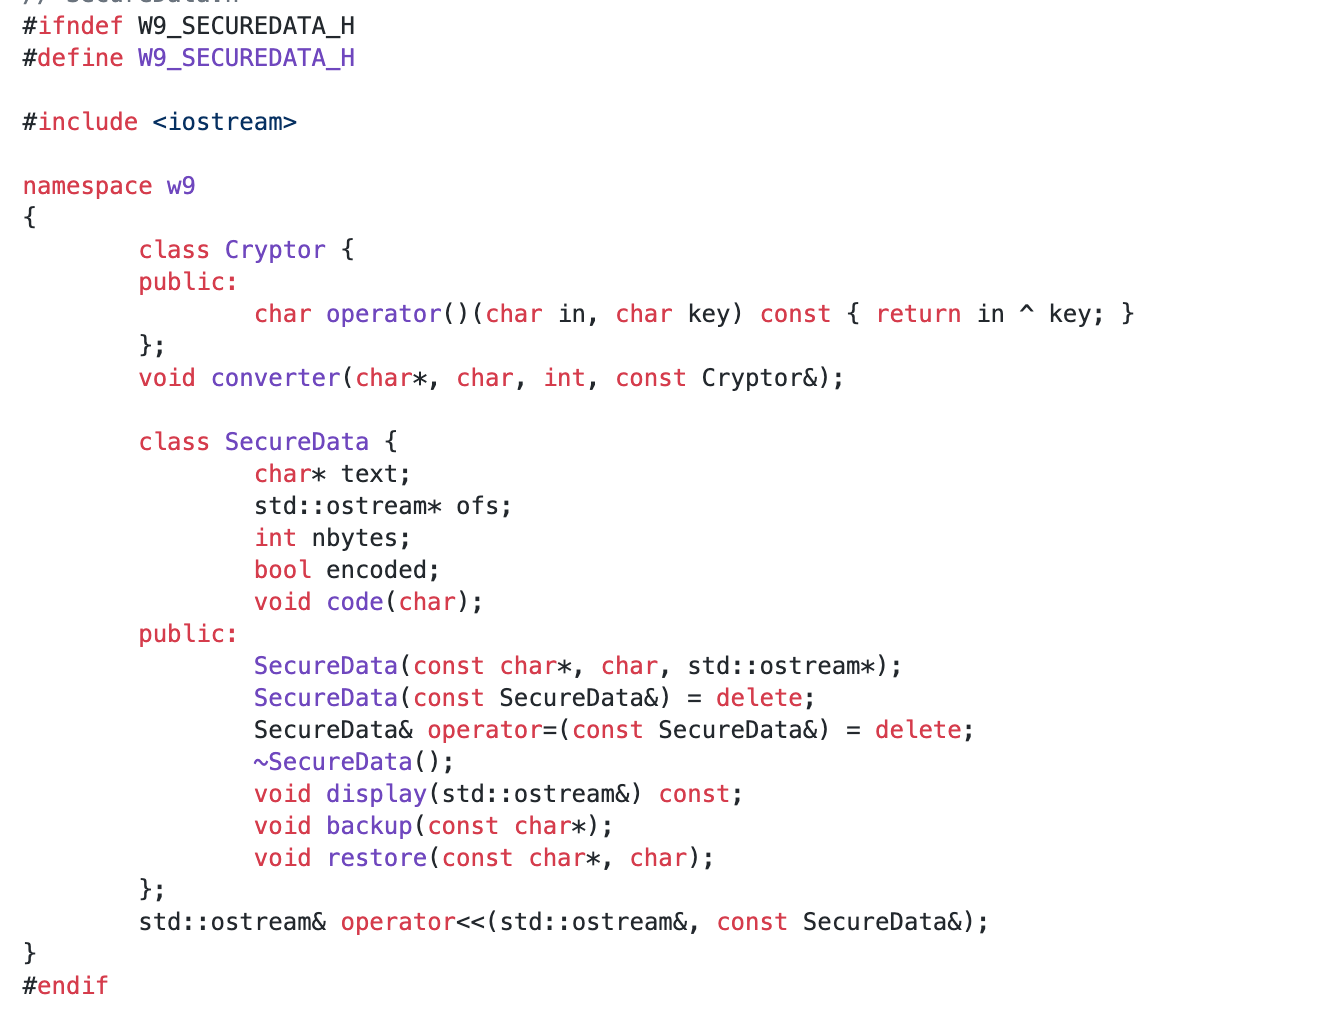 #ifndef W9_SECUREDATA_H
#define W9_SECUREDATA_H
#include <iostream>
namespace w9
{
class Cryptor {
public:
char operator()(char in, char key) const { return in ^ key; }
};
void converter(char*, char, int, const Cryptor&);
class SecureData {
char* text;
std::ostream* ofs;
int nbytes;
bool encoded;
void code(char);
public:
SecureData(const char*, char, std::ostream*);
SecureData(const SecureData&) = delete;
SecureData& operator=(const SecureData&) = delete;
~SecureData();
void display(std::ostream&) const;
void backup(const char*);
void restore(const char*, char);
};
std::ostream& operator<<(std::ostream&, const SecureData&);
}
#endif